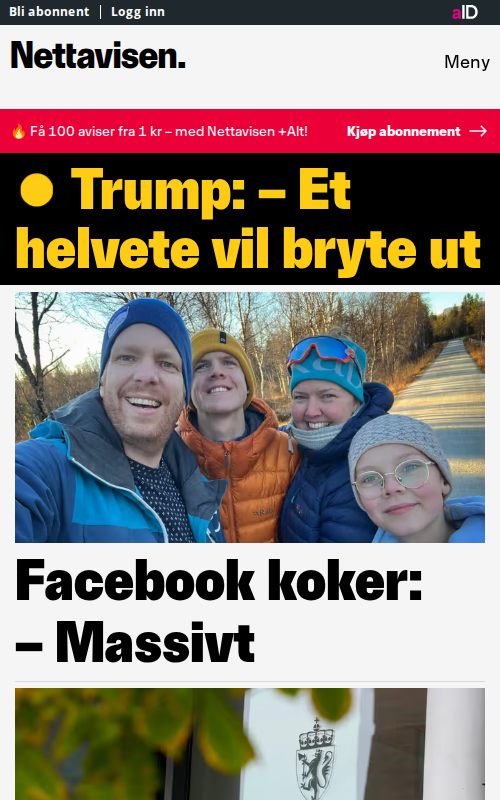 Bli abonnent | Logg inn
aID
Nettavisen.
Meny
🔥 Få 100 aviser fra 1 kr – med Nettavisen +Alt!
Kjøp abonnement →
Trump: – Et
helvete vil bryte ut
Facebook koker:
– Massivt